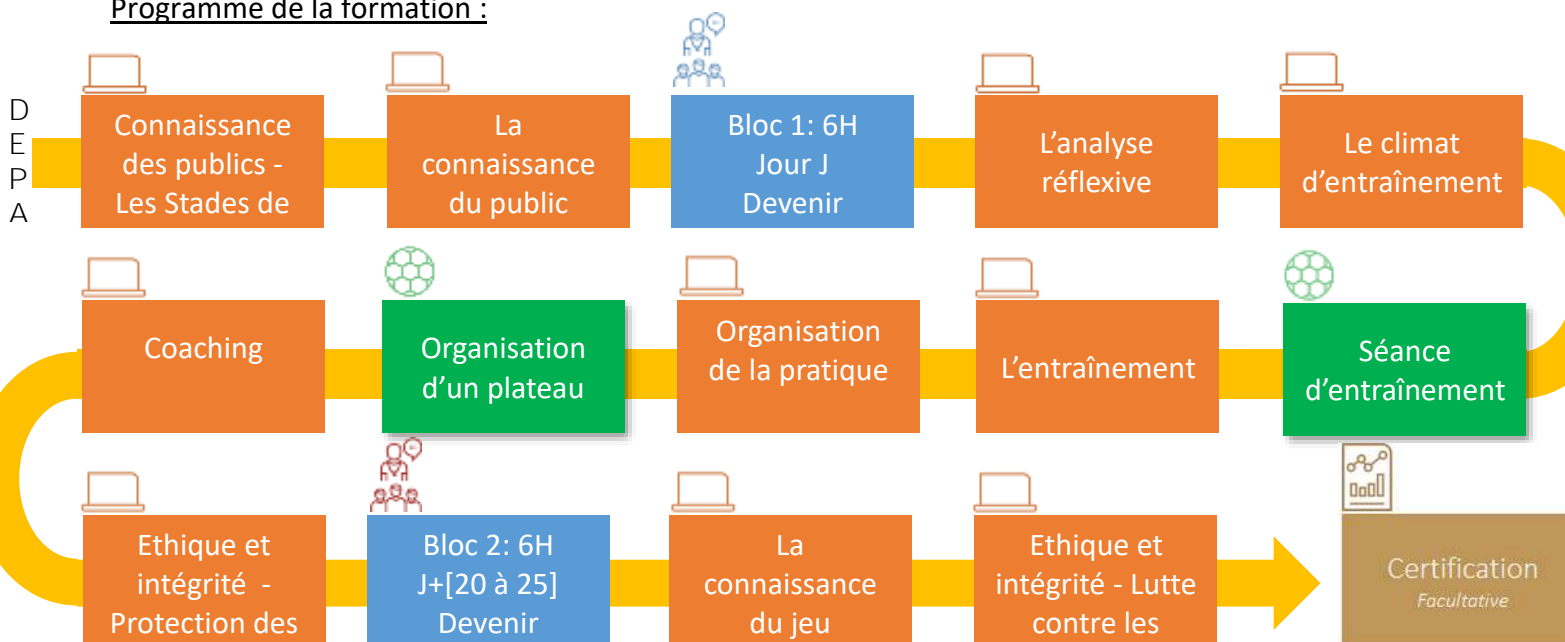 Programme de la formation :
D
E
P
A
Connaissance
des publics -
Les Stades de
La
connaissance
du public
Bloc 1: 6H
Jour J
Devenir
L'analyse
réflexive
Le climat
d'entraînement
Coaching
Organisation
d'un plateau
Organisation
de la pratique
L'entraînement
Séance
d'entraînement
Ethique et
intégrité -
Protection des
Bloc 2: 6H
J+[20 à 25]
Devenir
La
connaissance
du jeu
Ethique et
intégrité - Lutte
contre les
Certification
Facultative